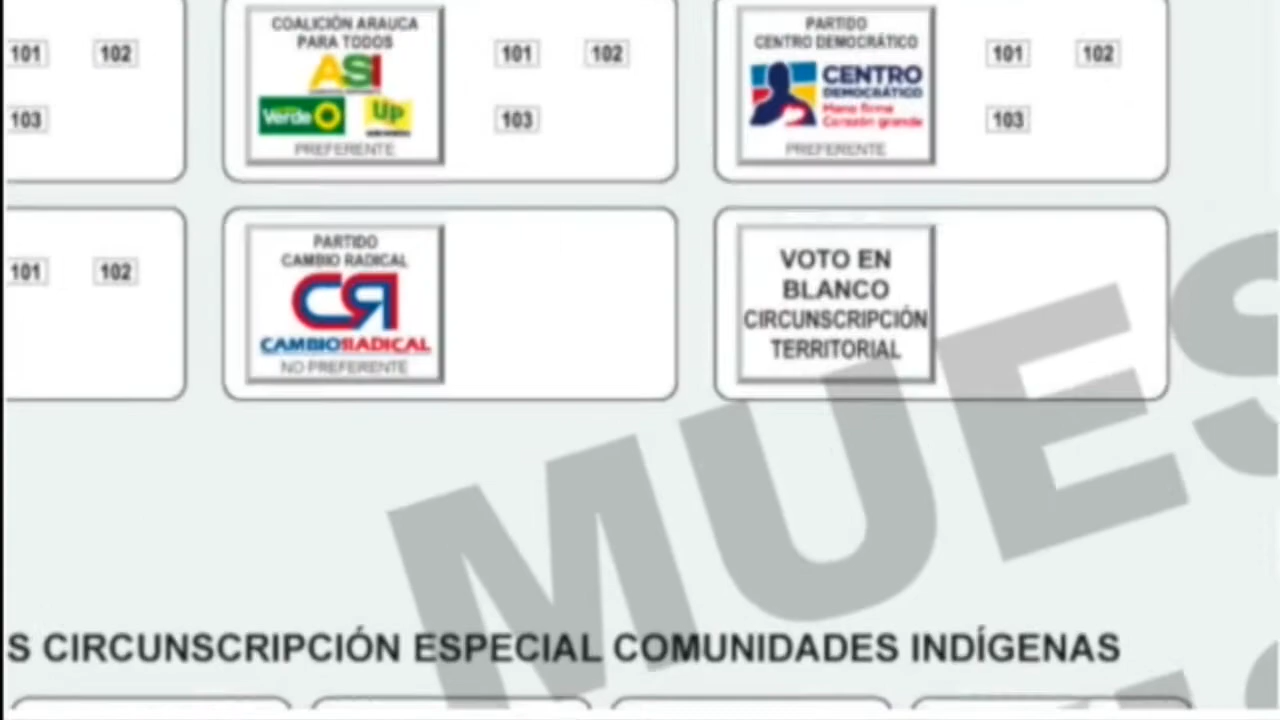 101 102
103
COALICIÓN ARAUCA
PARA TODOS
ASI
Verde
UP
PREFERENTE
101 102
103
PARTIDO
CENTRO DEMOCRÁTICO
CENTRO
DEMOCRÁTICO
Mano firme
Corazón grande
PREFERENTE
101 102
103
101 102
PARTIDO
CAMBIO RADICAL
CR
CAMBIO RADICAL
NO PREFERENTE
VOTO EN
BLANCO
CIRCUNSCRIPCIÓN
TERRITORIAL
MUES
S CIRCUNSCRIPCIÓN ESPECIAL COMUNIDADES INDÍGENAS